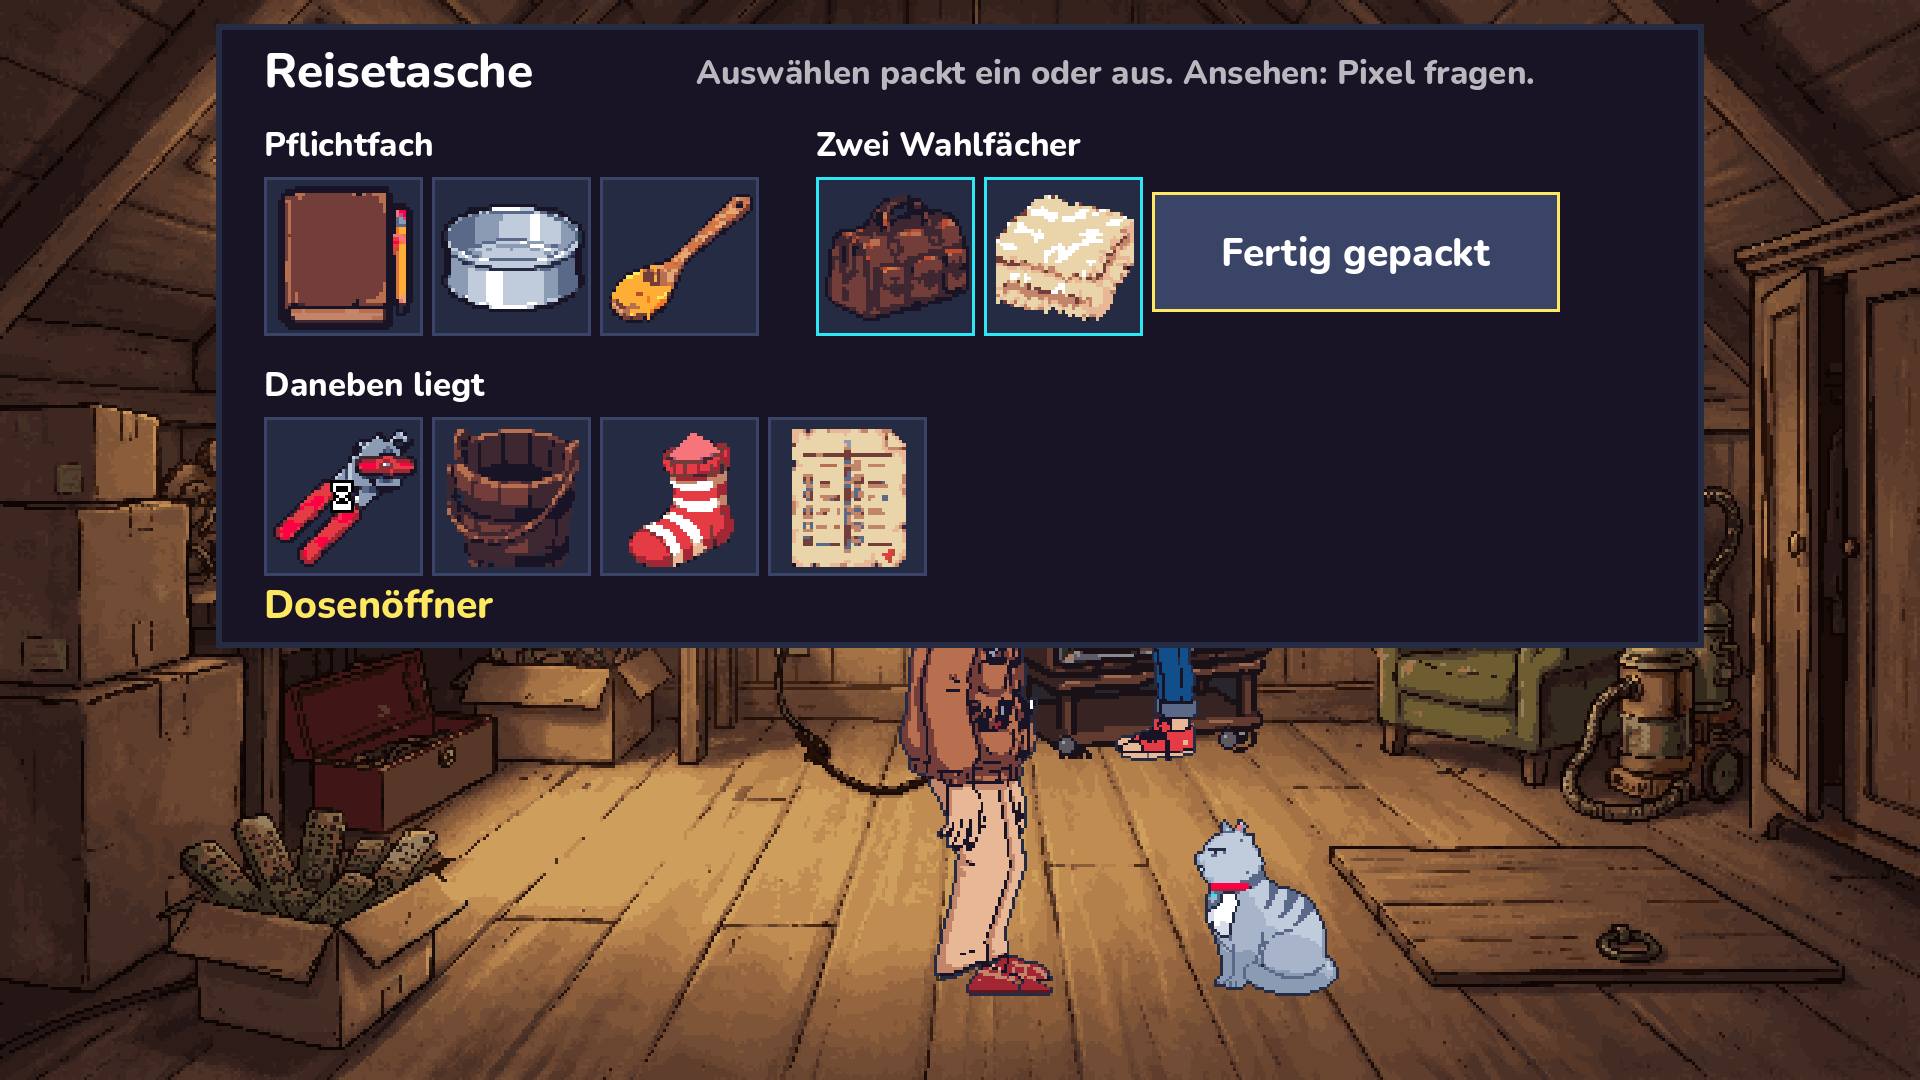 Reisetasche
Auswählen packt ein oder aus. Ansehen: Pixel fragen.
Pflichtfach
Zwei Wahlfächer
Fertig gepackt
Daneben liegt
Dosenöffner